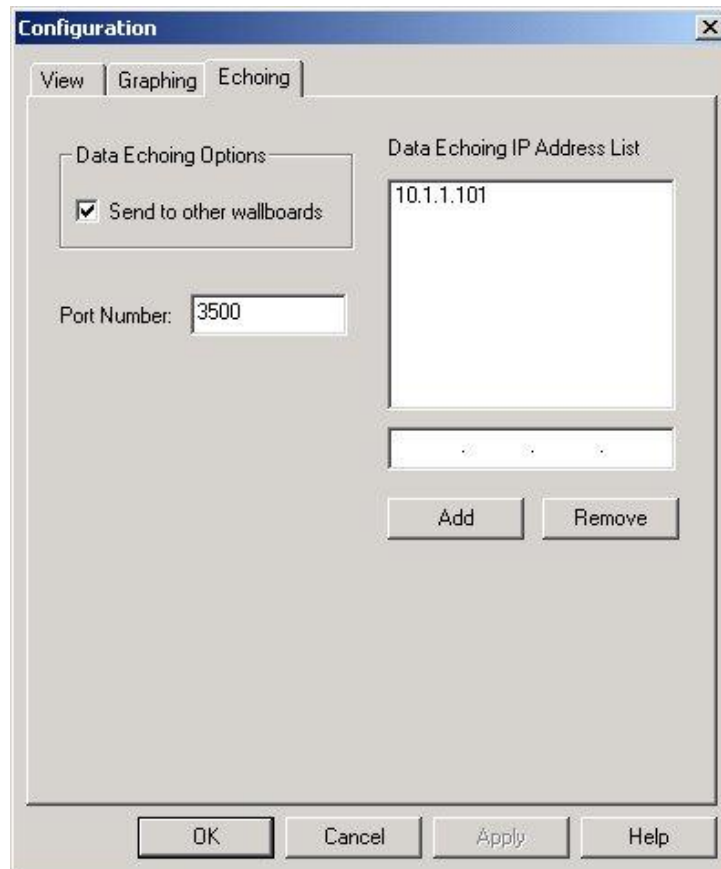 Configuration
View Graphing Echoing
Data Echoing Options
Send to other wallboards
Port Number: 3500
Data Echoing IP Address List
10.1.1.101
. . .
Add Remove
OK Cancel Apply Help